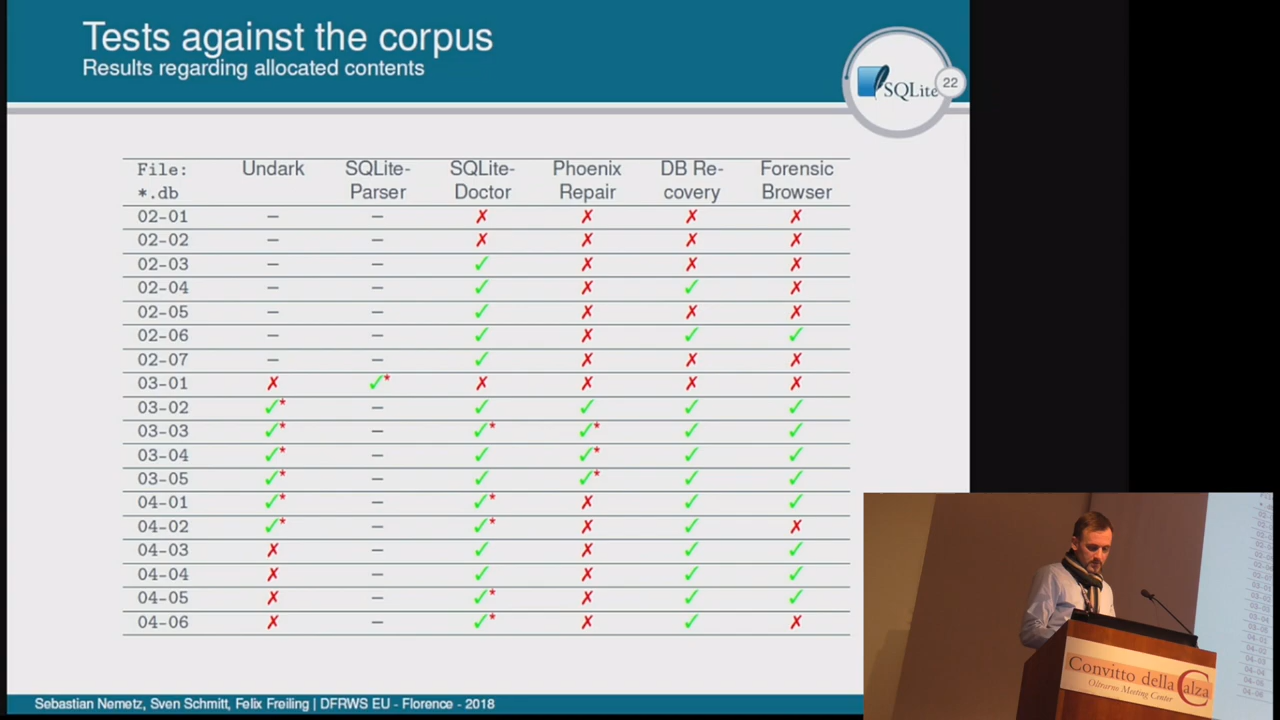 Tests against the corpus
Results regarding allocated contents
SQLite
22
File: *.db Undark SQLite-Parser SQLite-Doctor Phoenix Repair DB Re-covery Forensic Browser
02-01 – – ✗ ✗ ✗ ✗
02-02 – – ✗ ✗ ✗ ✗
02-03 – – ✓ ✗ ✗ ✗
02-04 – – ✓ ✗ ✓ ✗
02-05 – – ✓ ✗ ✗ ✗
02-06 – – ✓ ✗ ✓ ✓
02-07 – – ✓ ✗ ✗ ✗
03-01 ✗ ✓* ✗ ✗ ✗ ✗
03-02 ✓* – ✓ ✓ ✓ ✓
03-03 ✓* – ✓* ✓* ✓ ✓
03-04 ✓* – ✓ ✓* ✓ ✓
03-05 ✓* – ✓ ✓* ✓ ✓
04-01 ✓* – ✓* ✗ ✓ ✓
04-02 ✓* – ✓* ✗ ✓ ✗
04-03 ✗ – ✓ ✗ ✓ ✓
04-04 ✗ – ✓ ✗ ✓ ✓
04-05 ✗ – ✓* ✗ ✓ ✓
04-06 ✗ – ✓* ✗ ✓ ✗
Sebastian Nemetz, Sven Schmitt, Felix Freiling | DFRWS EU - Florence - 2018
Convitto della Calza
Oltrarno Meeting Center